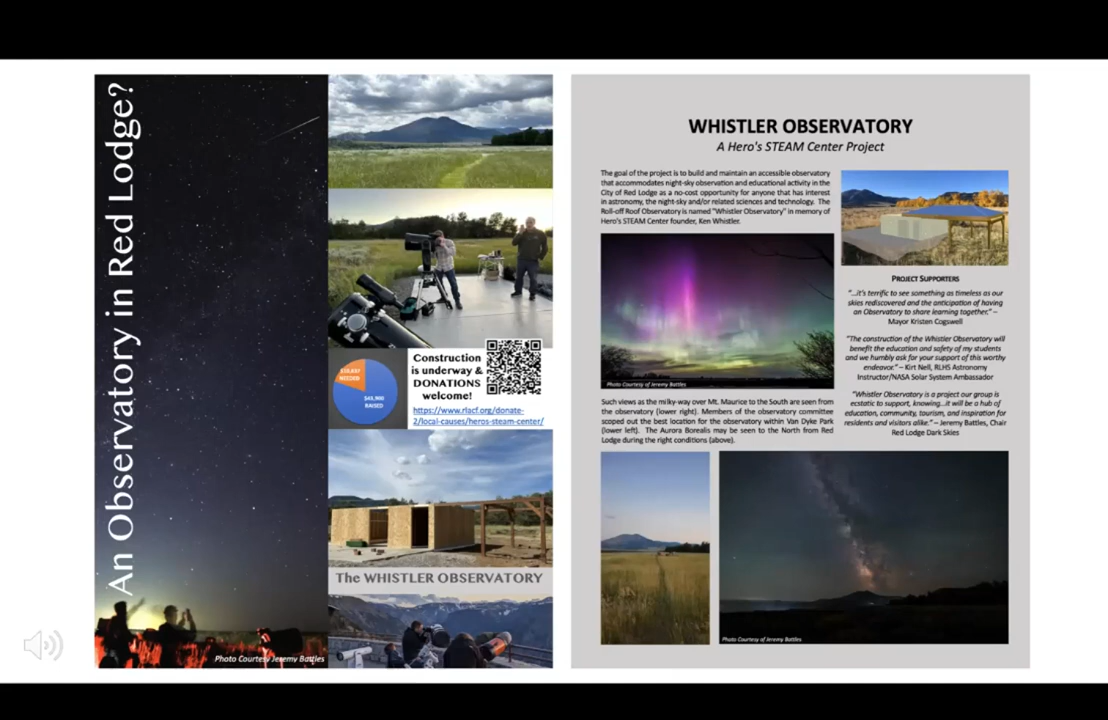 An Observatory in Red Lodge?
Photo Courtesy Jeremy Battles
NEEDED
$43,900
RAISED
Construction
is underway &
DONATIONS
welcome!
https://www.rlacf.org/donate-
2/local-causes/heros-steam-center/
The WHISTLER OBSERVATORY
WHISTLER OBSERVATORY
A Hero's STEAM Center Project
The goal of the project is to build and maintain an accessible observatory
that accommodates night-sky observation and educational activity in the
City of Red Lodge as a no-cost opportunity for anyone that has interest
in astronomy, the night-sky and/or related sciences and technology. The
Roll-off Roof Observatory is named "Whistler Observatory" in memory of
Hero's STEAM Center founder, Ken Whistler.
Photo Courtesy of Jeremy Battles
Such views as the milky-way over Mt. Maurice to the South are seen from
the observatory (lower right). Members of the observatory committee
scoped out the best location for the observatory within Van Dyke Park
(lower left). The Aurora Borealis may be seen to the North from Red
Lodge during the right conditions (above).
PROJECT SUPPORTERS
"...it's terrific to see something as timeless as our
skies rediscovered and the anticipation of having
an Observatory to share learning together." –
Mayor Kristen Cogswell
"The construction of the Whistler Observatory will
benefit the education and safety of my students
and we humbly ask for your support of this worthy
endeavor." – Kirt Nell, RLHS Astronomy
Instructor/NASA Solar System Ambassador
"Whistler Observatory is a project our group is
ecstatic to support, knowing...it will be a hub of
education, community, tourism, and inspiration for
residents and visitors alike." – Jeremy Battles, Chair
Red Lodge Dark Skies
Photo Courtesy of Jeremy Battles